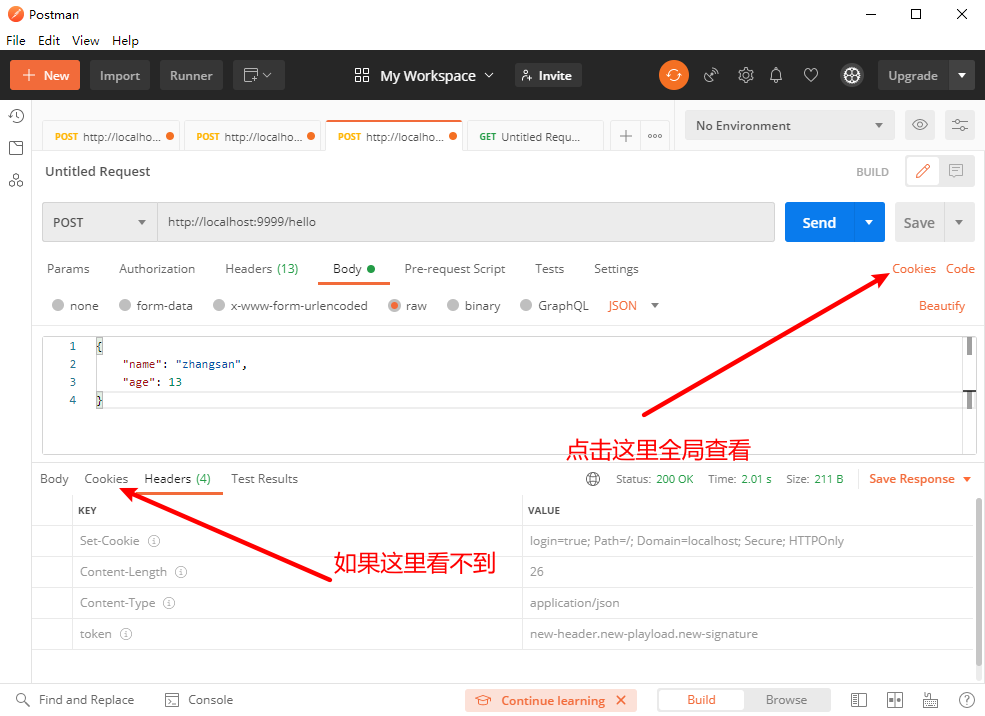 Postman
File Edit View Help
New Import Runner My Workspace Invite Upgrade
POST http://localho... POST http://localho... POST http://localho... GET Untitled Requ... No Environment
Untitled Request BUILD
POST http://localhost:9999/hello Send Save
Params Authorization Headers (13) Body Pre-request Script Tests Settings Cookies Code
none form-data x-www-form-urlencoded raw binary GraphQL JSON Beautify
1 {
2 "name": "zhangsan",
3 "age": 13
4 }
点击这里全局查看
Body Cookies Headers (4) Test Results Status: 200 OK Time: 2.01 s Size: 211 B Save Response
KEY VALUE
Set-Cookie login=true; Path=/; Domain=localhost; Secure; HTTPOnly
如果这里看不到
Content-Length 26
Content-Type application/json
token new-header.new-playload.new-signature
Find and Replace Console Continue learning Build Browse